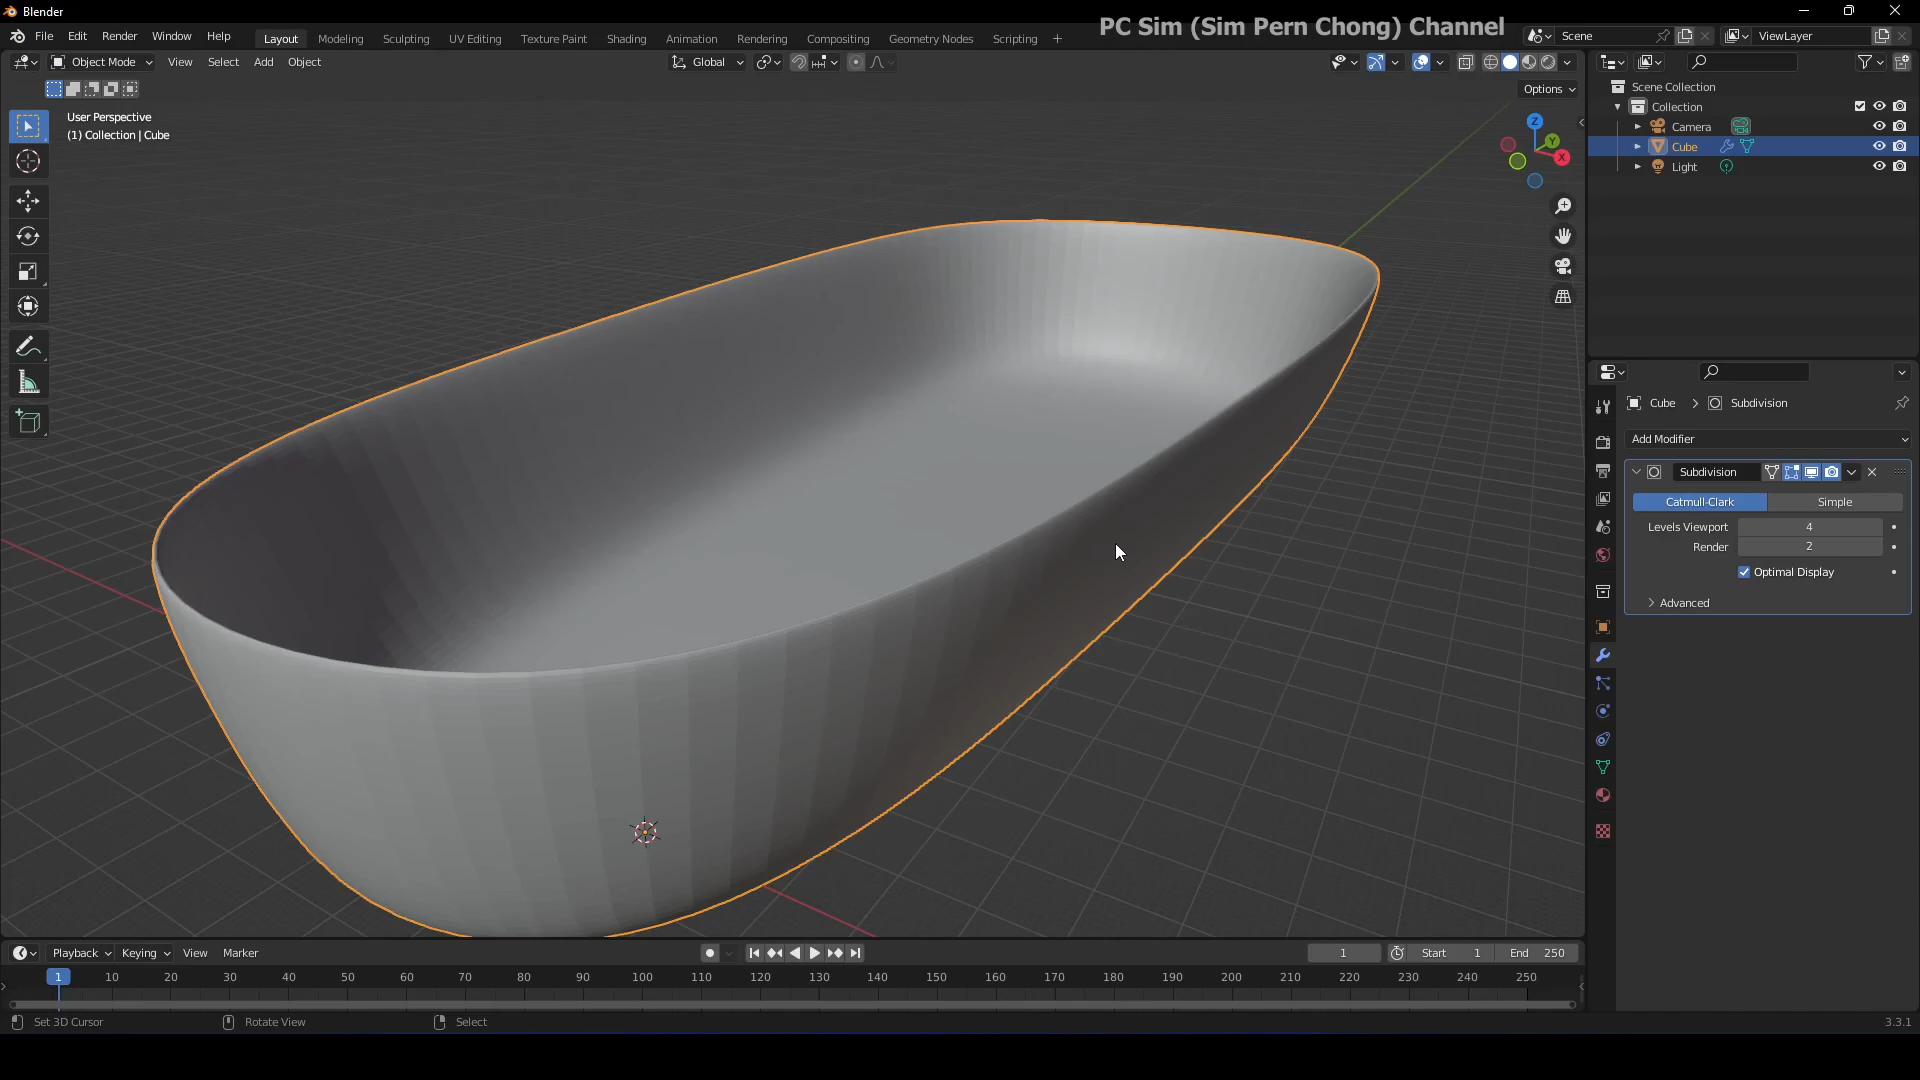 Blender
PC Sim (Sim Pern Chong) Channel
File Edit Render Window Help Layout Modeling Sculpting UV Editing Texture Paint Shading Animation Rendering Compositing Geometry Nodes Scripting + Scene ViewLayer
Object Mode View Select Add Object Global
Options
User Perspective
(1) Collection | Cube
Z
Y
X
Scene Collection
Collection
Camera
Cube
Light
Cube > Subdivision
Add Modifier
Subdivision
Catmull-Clark Simple
Levels Viewport 4
Render 2
Optimal Display
> Advanced
Playback Keying View Marker 1 Start 1 End 250
1 10 20 30 40 50 60 70 80 90 100 110 120 130 140 150 160 170 180 190 200 210 220 230 240 250
Set 3D Cursor Rotate View Select 3.3.1